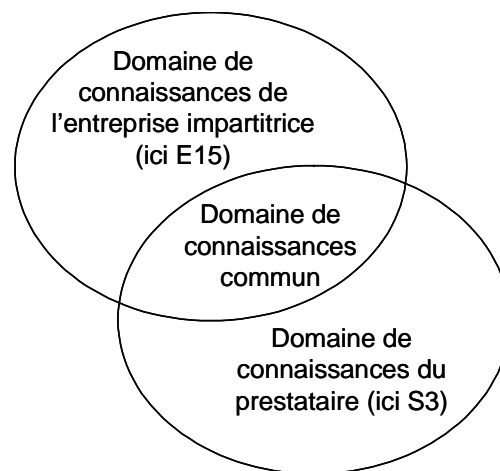 Domaine de
connaissances de
l'entreprise impartitrice
(ici E15)
Domaine de
connaissances
commun
Domaine de
connaissances du
prestataire (ici S3)